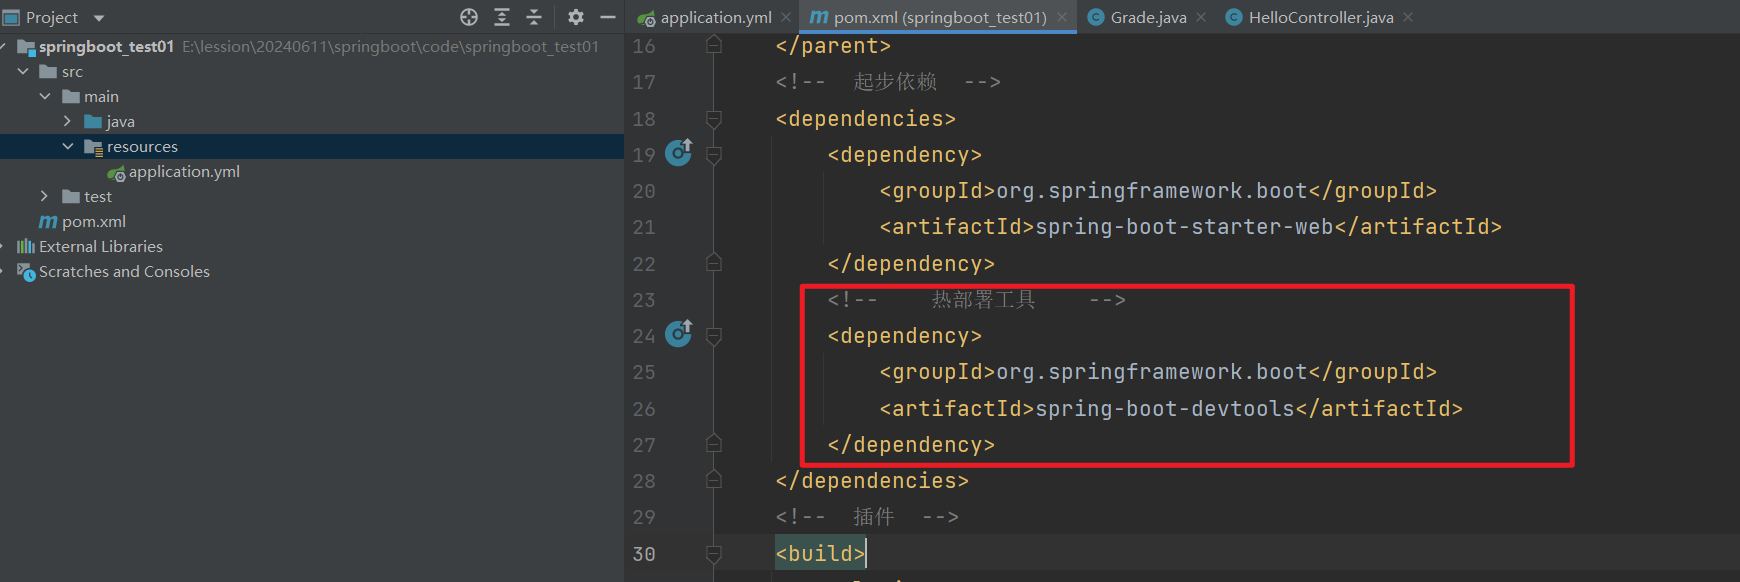 Project
springboot_test01 E:\lession\20240611\springboot\code\springboot_test01
src
main
java
resources
application.yml
test
pom.xml
External Libraries
Scratches and Consoles
application.yml pom.xml (springboot_test01) Grade.java HelloController.java
16 </parent>
17 <!-- 起步依赖 -->
18 <dependencies>
19 <dependency>
20 <groupId>org.springframework.boot</groupId>
21 <artifactId>spring-boot-starter-web</artifactId>
22 </dependency>
23 <!-- 热部署工具 -->
24 <dependency>
25 <groupId>org.springframework.boot</groupId>
26 <artifactId>spring-boot-devtools</artifactId>
27 </dependency>
28 </dependencies>
29 <!-- 插件 -->
30 <build>